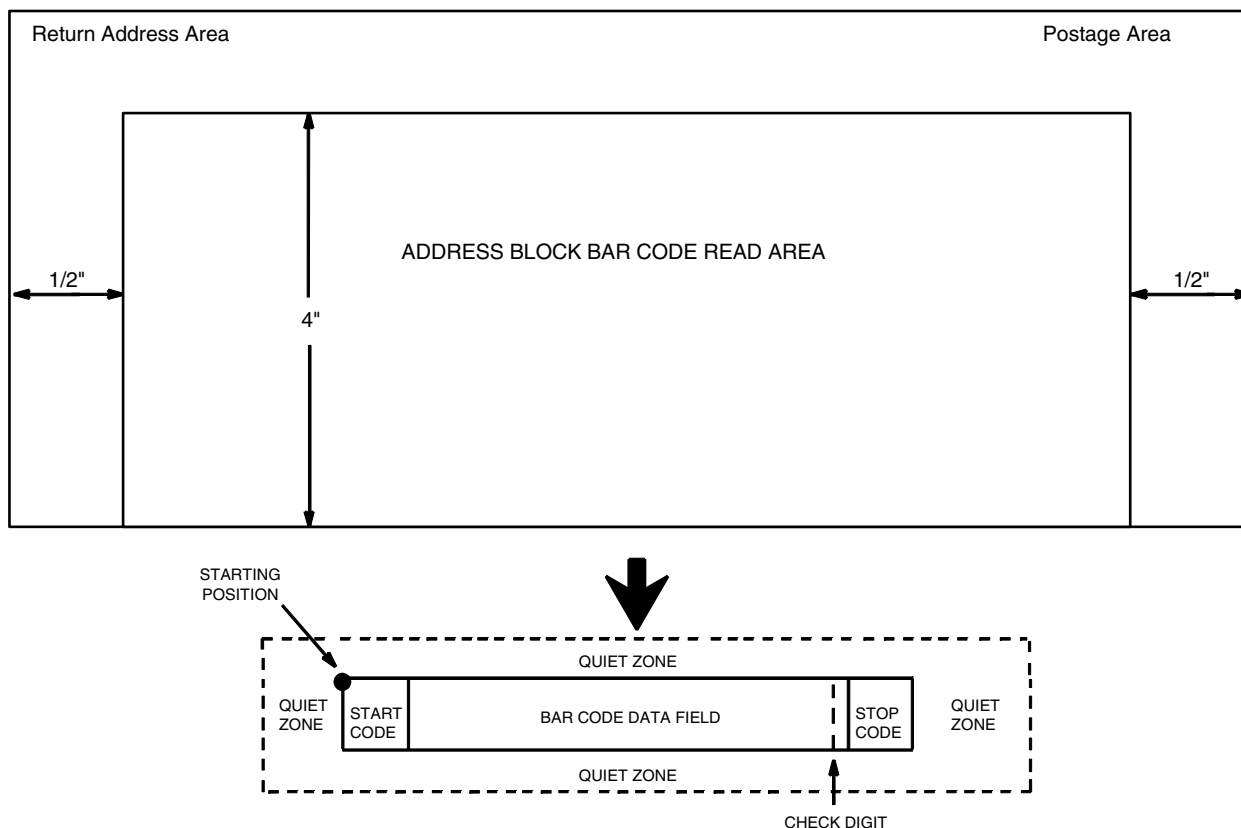 Return Address Area
Postage Area
ADDRESS BLOCK BAR CODE READ AREA
1/2"
1/2"
4"
STARTING
POSITION
QUIET ZONE
QUIET
ZONE
START
CODE
BAR CODE DATA FIELD
STOP
CODE
QUIET
ZONE
QUIET ZONE
CHECK DIGIT